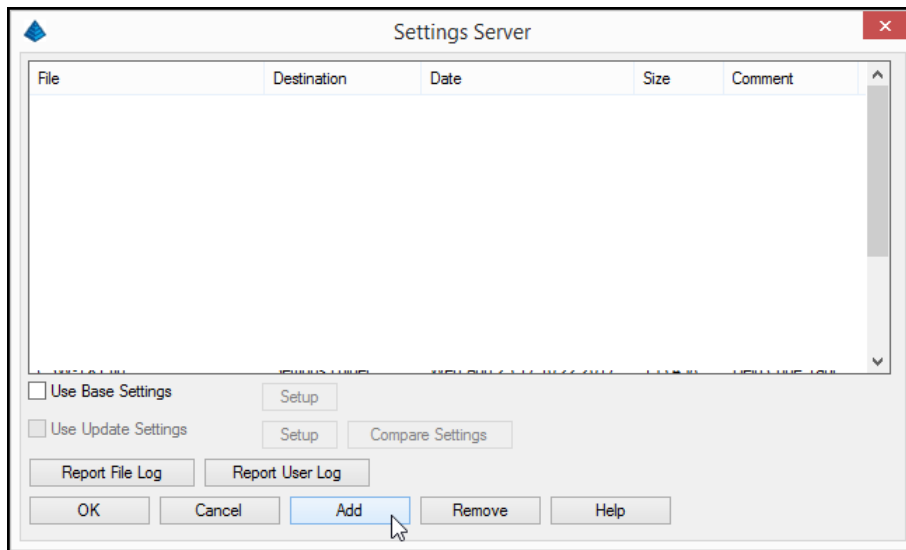 Settings Server
File Destination Date Size Comment
Use Base Settings Setup
Use Update Settings Setup Compare Settings
Report File Log Report User Log
OK Cancel Add Remove Help